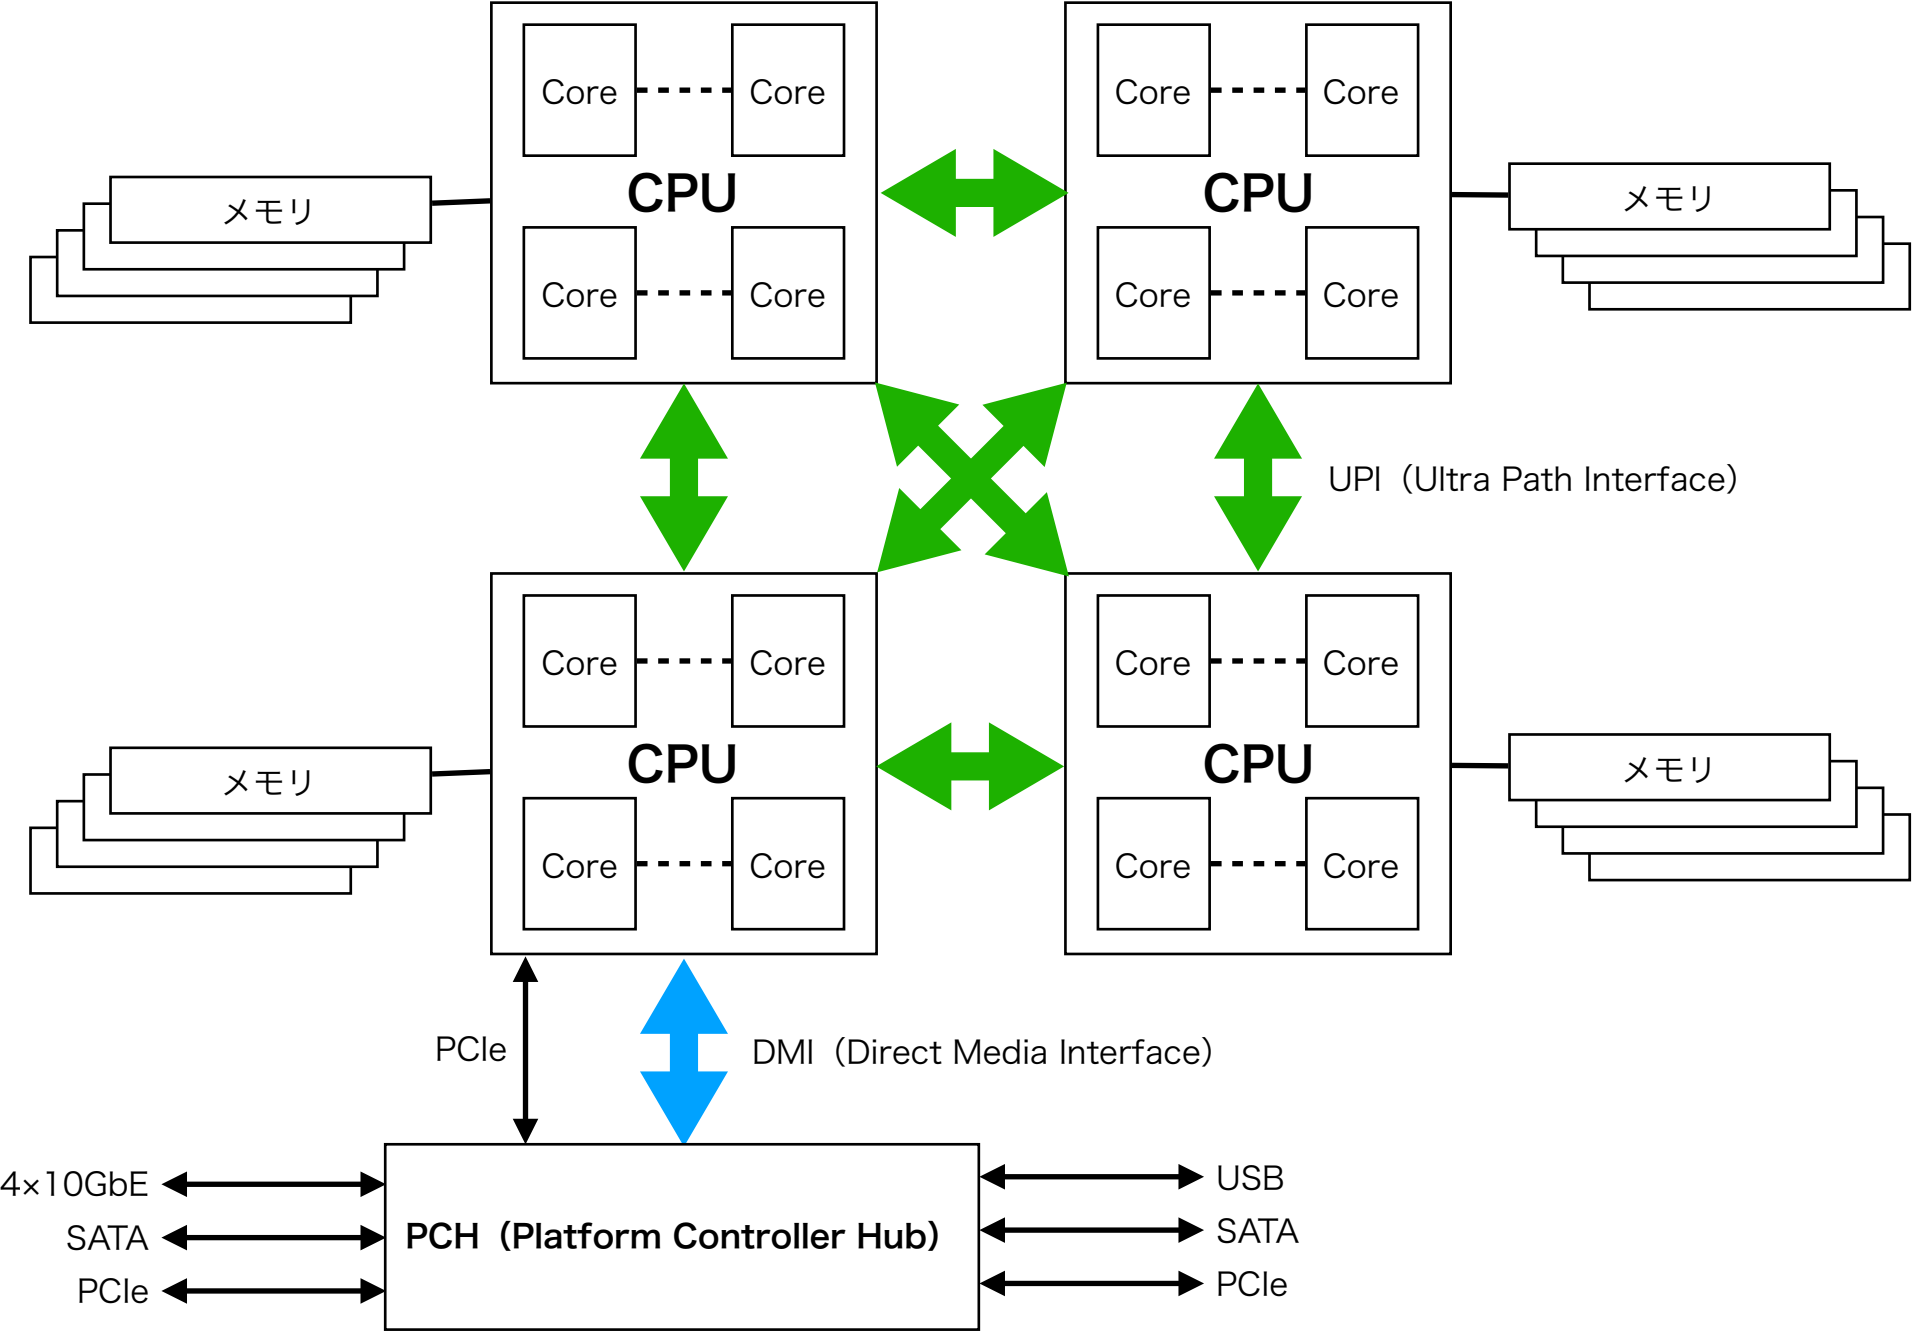 Core
Core
Core
Core
メモリ
CPU
CPU
メモリ
Core
Core
Core
Core
UPI（Ultra Path Interface）
Core
Core
Core
Core
メモリ
CPU
CPU
メモリ
Core
Core
Core
Core
PCIe
DMI（Direct Media Interface）
4×10GbE
SATA
PCIe
PCH（Platform Controller Hub）
USB
SATA
PCIe